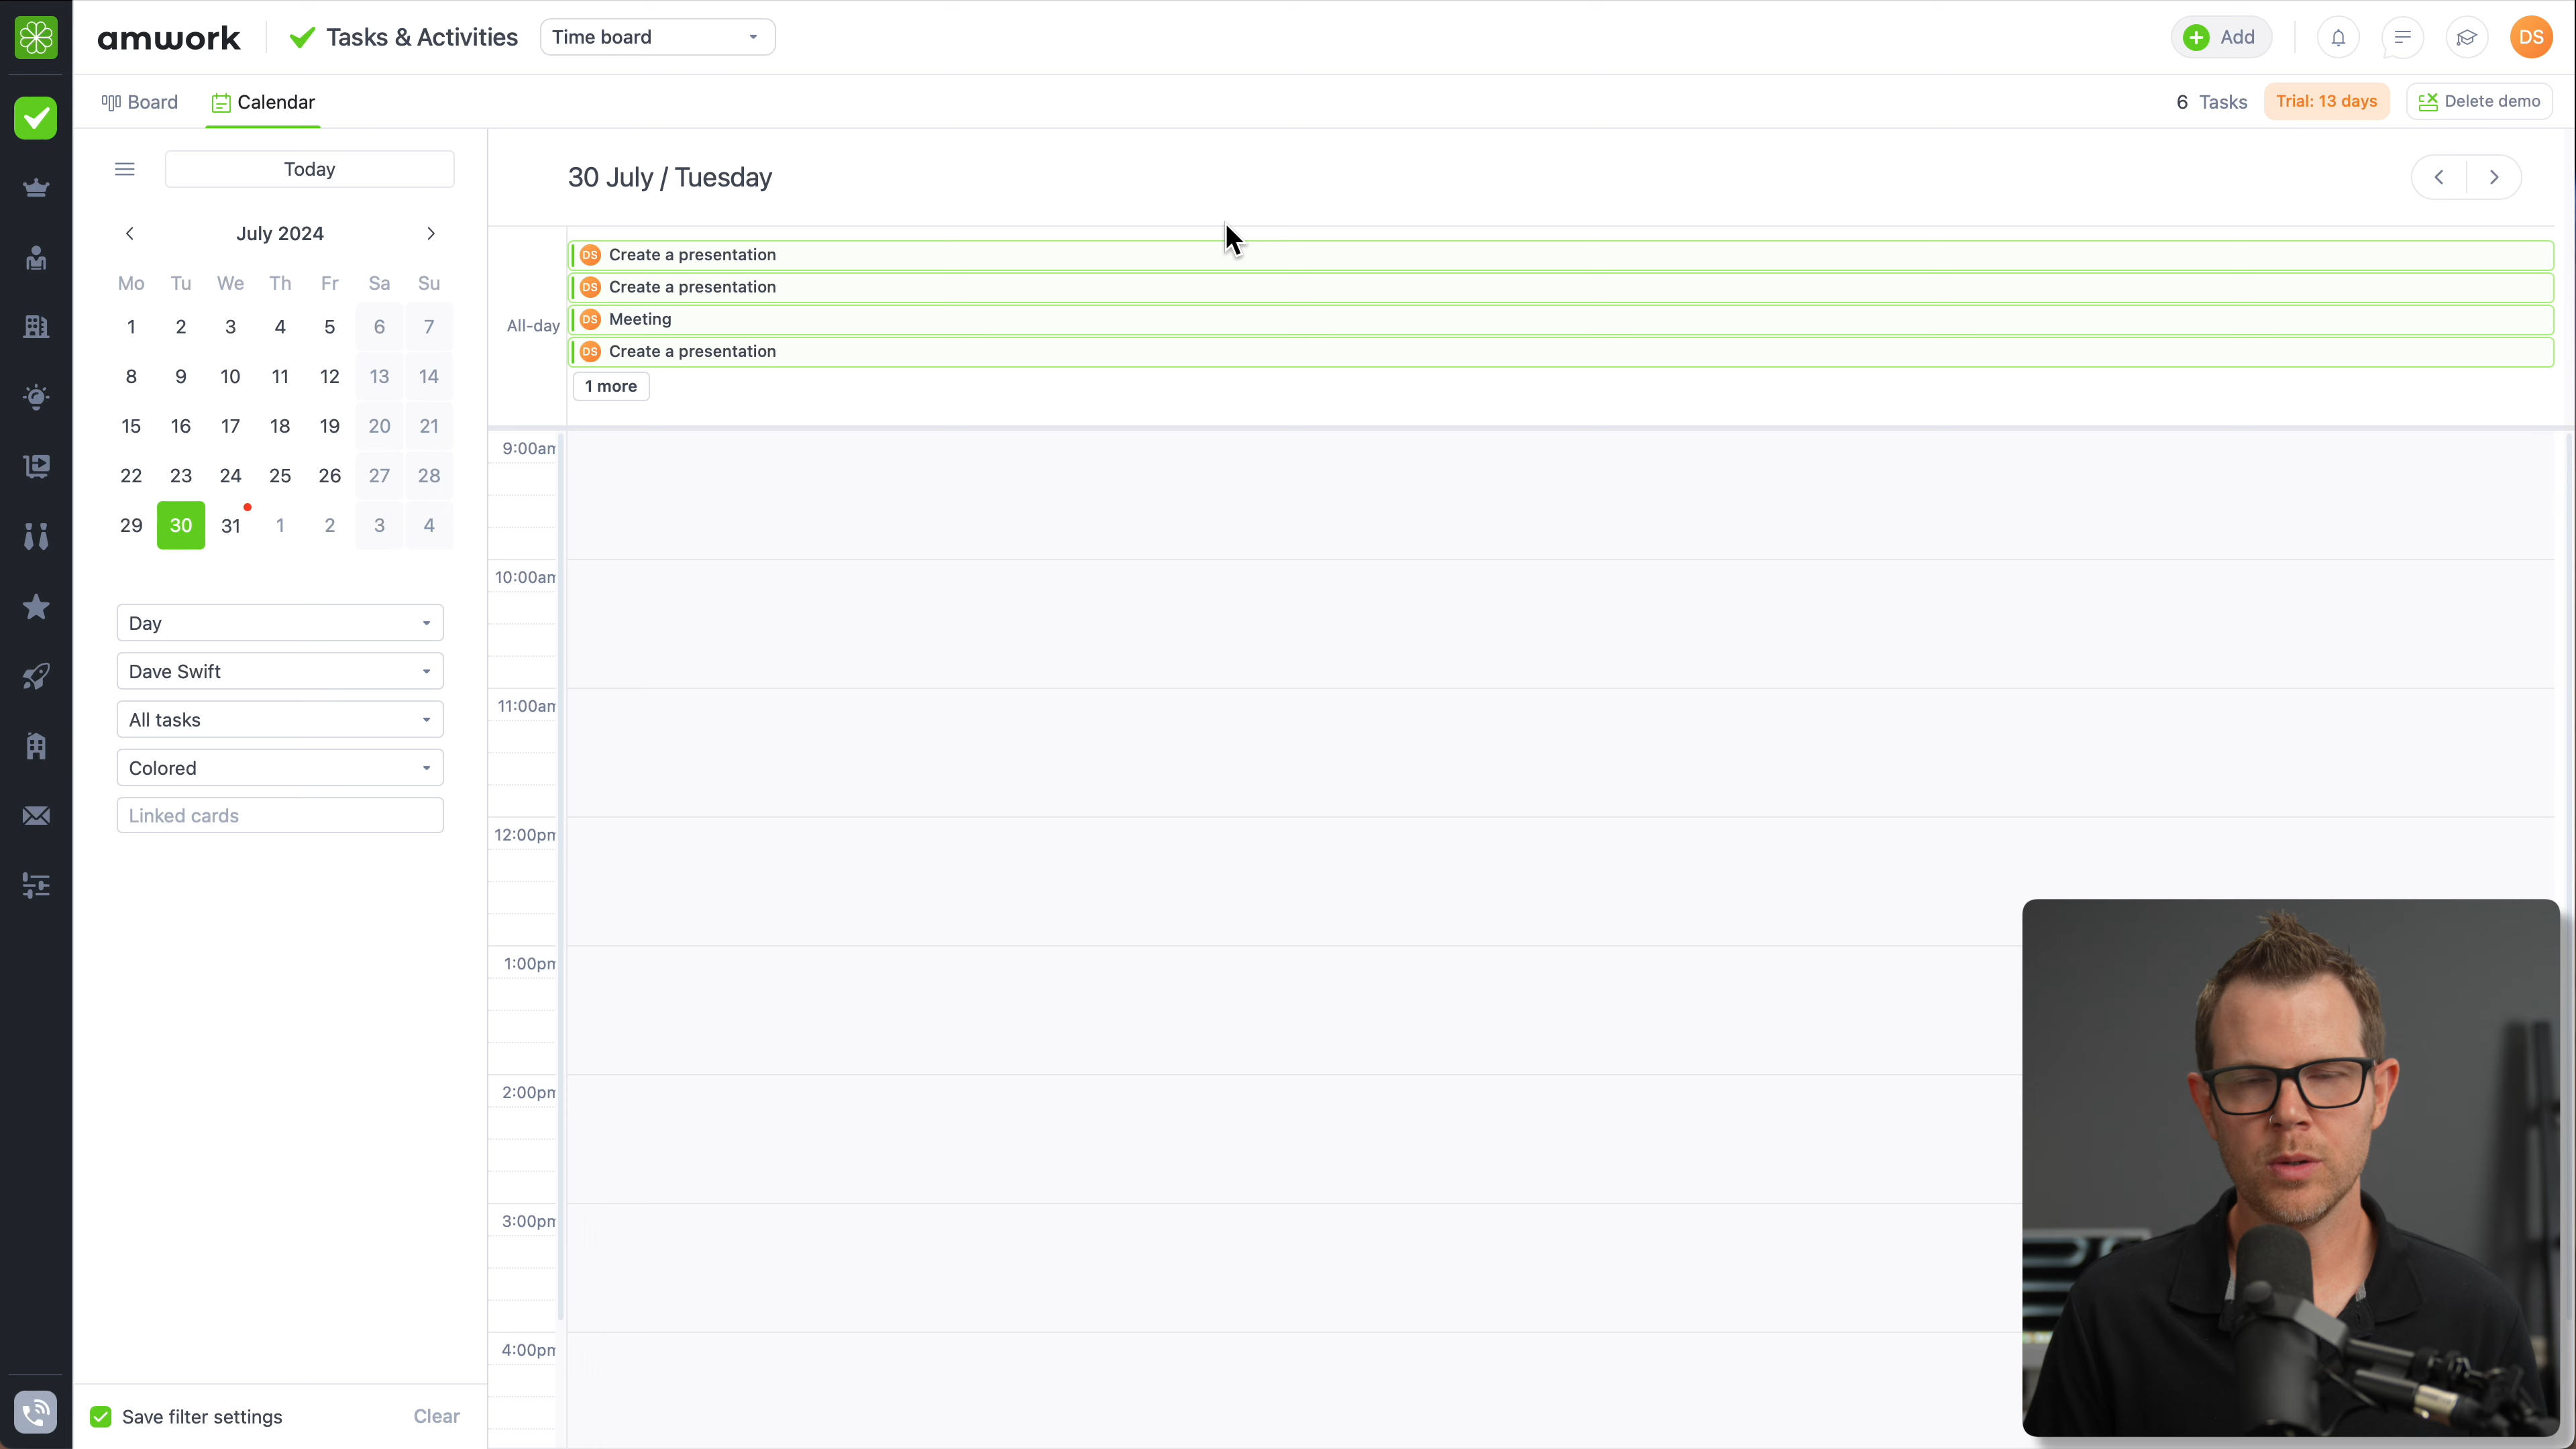 amwork
Tasks & Activities
Time board
Add
DS
Board
Calendar
6 Tasks
Trial: 13 days
Delete demo
Today
July 2024
Mo Tu We Th Fr Sa Su
1 2 3 4 5 6 7
8 9 10 11 12 13 14
15 16 17 18 19 20 21
22 23 24 25 26 27 28
29 30 31 1 2 3 4
Day
Dave Swift
All tasks
Colored
Linked cards
Save filter settings
Clear
30 July / Tuesday
All-day
DS Create a presentation
DS Create a presentation
DS Meeting
DS Create a presentation
1 more
9:00am
10:00am
11:00am
12:00pm
1:00pm
2:00pm
3:00pm
4:00pm